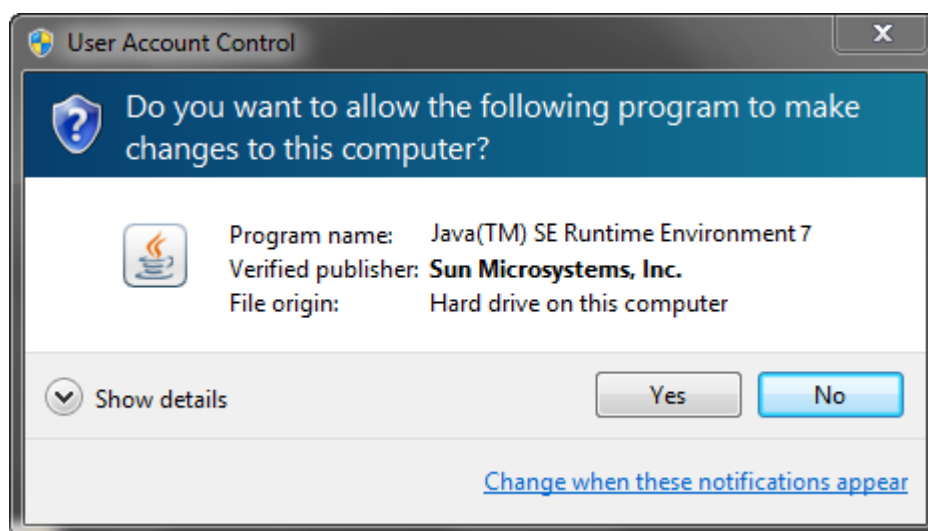 User Account Control
x
Do you want to allow the following program to make
changes to this computer?
Program name: Java(TM) SE Runtime Environment 7
Verified publisher: Sun Microsystems, Inc.
File origin: Hard drive on this computer
Show details Yes No
Change when these notifications appear